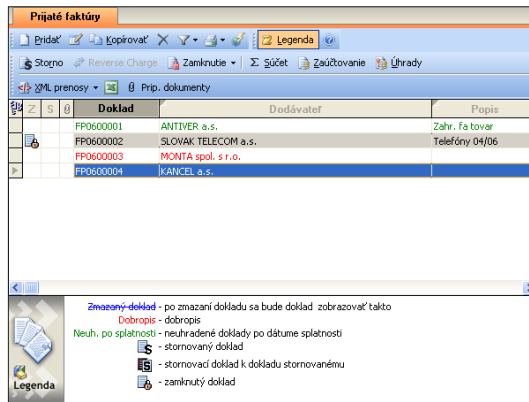 Prijaté faktúry
Pridať Kopírovať Legenda
Storno Reverse Charge Zamknutie Σ Súčet Zaúčtovanie Úhrady
XML prenosy Prip. dokumenty
Z S Doklad Dodávateľ Popis
FP0600001 ANTIVER a.s. Zahr. fa tovar
FP0600002 SLOVAK TELECOM a.s. Telefóny 04/06
FP0600003 MONTA spol. s r.o.
FP0600004 KANCEL a.s.
Zmazaný doklad - po zmazaní dokladu sa bude doklad zobrazovať takto
Dobropis - dobropis
Neuh. po splatnosti - neuhradené doklady po dátume splatnosti
S - stornovaný doklad
S - stornovací doklad k dokladu stornovanému
- zamknutý doklad
Legenda